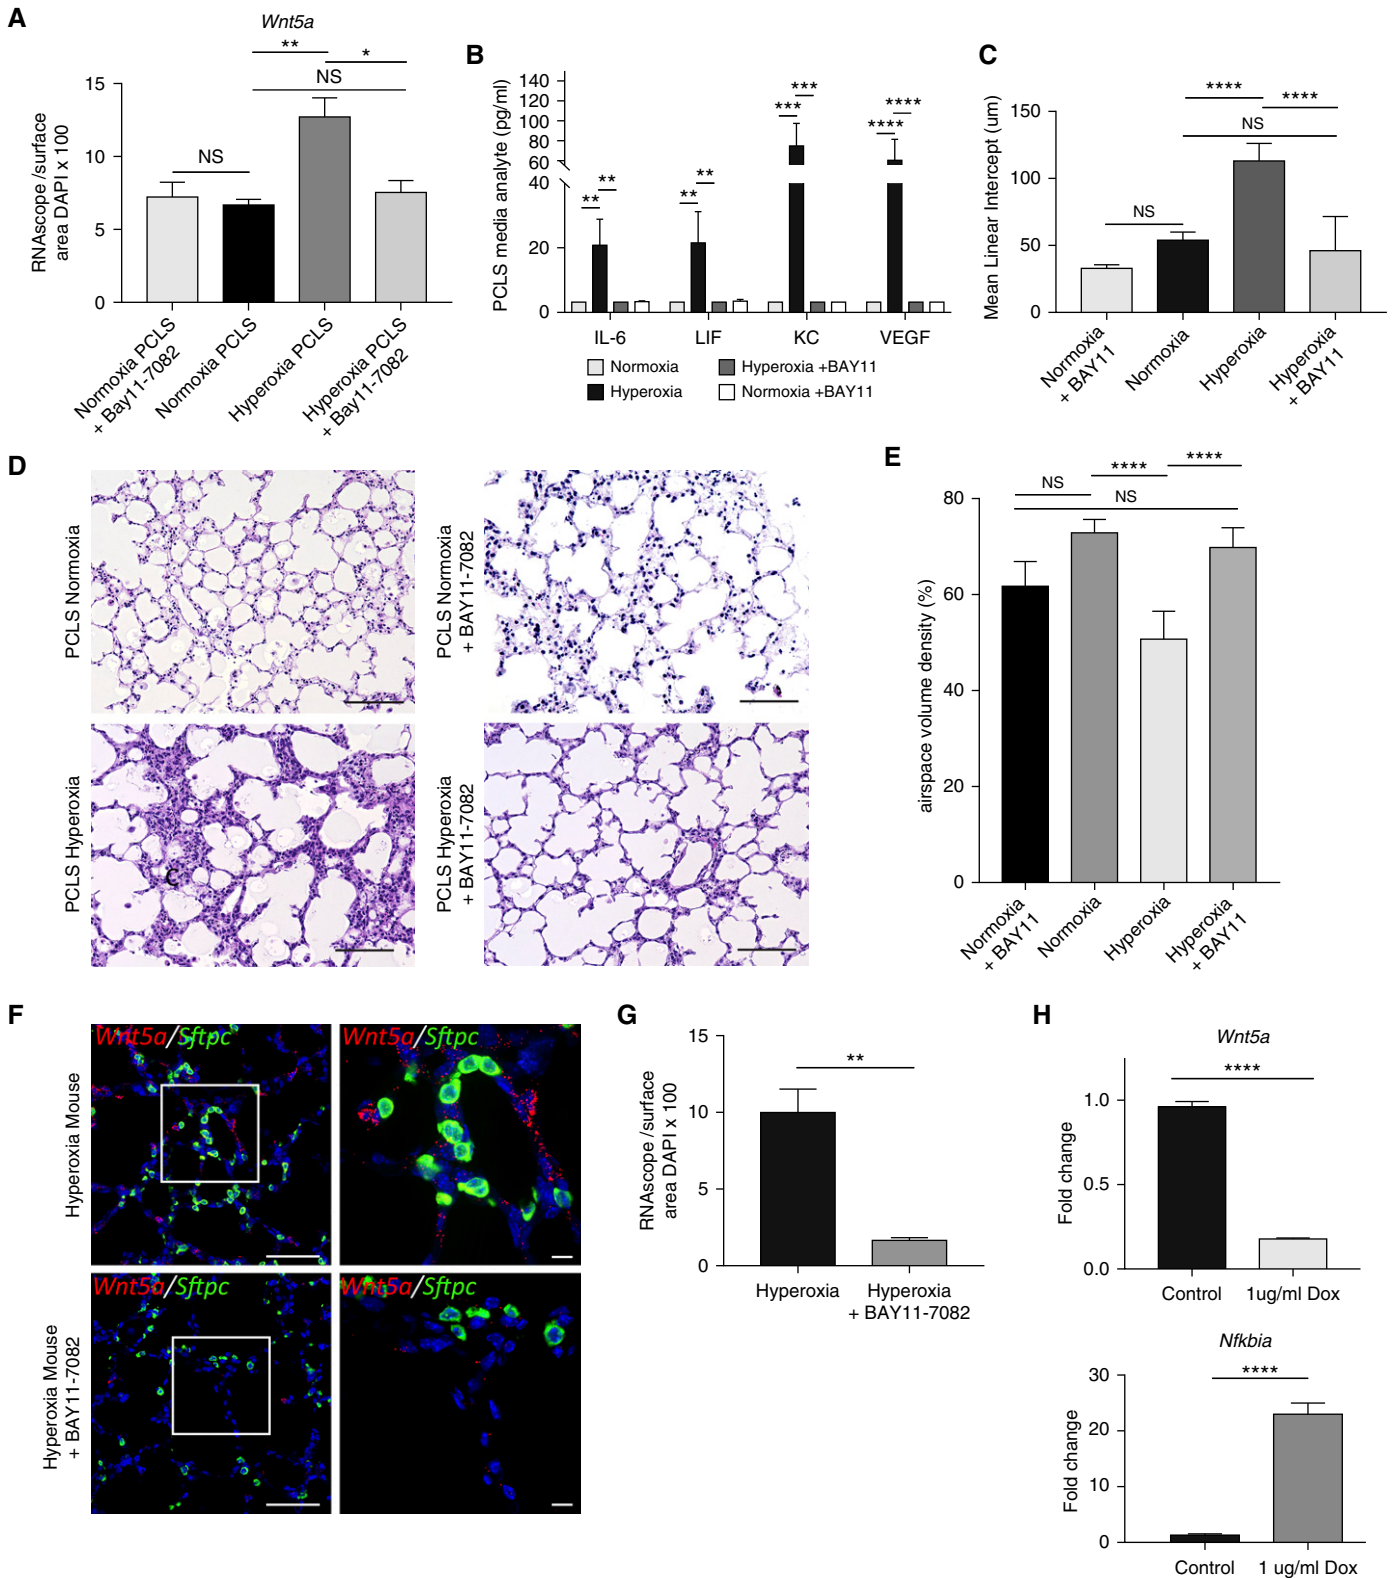 A
Wnt5a
**
*
NS
NS
15
10
5
0
RNAscope /surface
area DAPI x 100
Normoxia PCLS
+ Bay11-7082
Normoxia PCLS
Hyperoxia PCLS
Hyperoxia PCLS
+ Bay11-7082
B
PCLS media analyte (pg/ml)
140
120
100
80
60
40
20
0
**
**
**
**
***
***
****
****
IL-6
LIF
KC
VEGF
Normoxia
Hyperoxia
Hyperoxia +BAY11
Normoxia +BAY11
C
Mean Linear Intercept (um)
150
100
50
0
****
****
NS
NS
Normoxia
+ BAY11
Normoxia
Hyperoxia
Hyperoxia
+ BAY11
D
PCLS Normoxia
PCLS Normoxia
+ BAY11-7082
PCLS Hyperoxia
C
PCLS Hyperoxia
+ BAY11-7082
E
airspace volume density (%)
80
60
40
20
0
NS
****
****
NS
Normoxia
+ BAY11
Normoxia
Hyperoxia
Hyperoxia
+ BAY11
F
Hyperoxia Mouse
Wnt5a/Sftpc
Wnt5a/Sftpc
Hyperoxia Mouse
+ BAY11-7082
Wnt5a/Sftpc
Wnt5a/Sftpc
G
RNAscope /surface
area DAPI x 100
15
10
5
0
**
Hyperoxia
Hyperoxia
+ BAY11-7082
H
Wnt5a
****
Fold change
1.0
0.5
0.0
Control
1ug/ml Dox
Nfkbia
****
Fold change
30
20
10
0
Control
1 ug/ml Dox